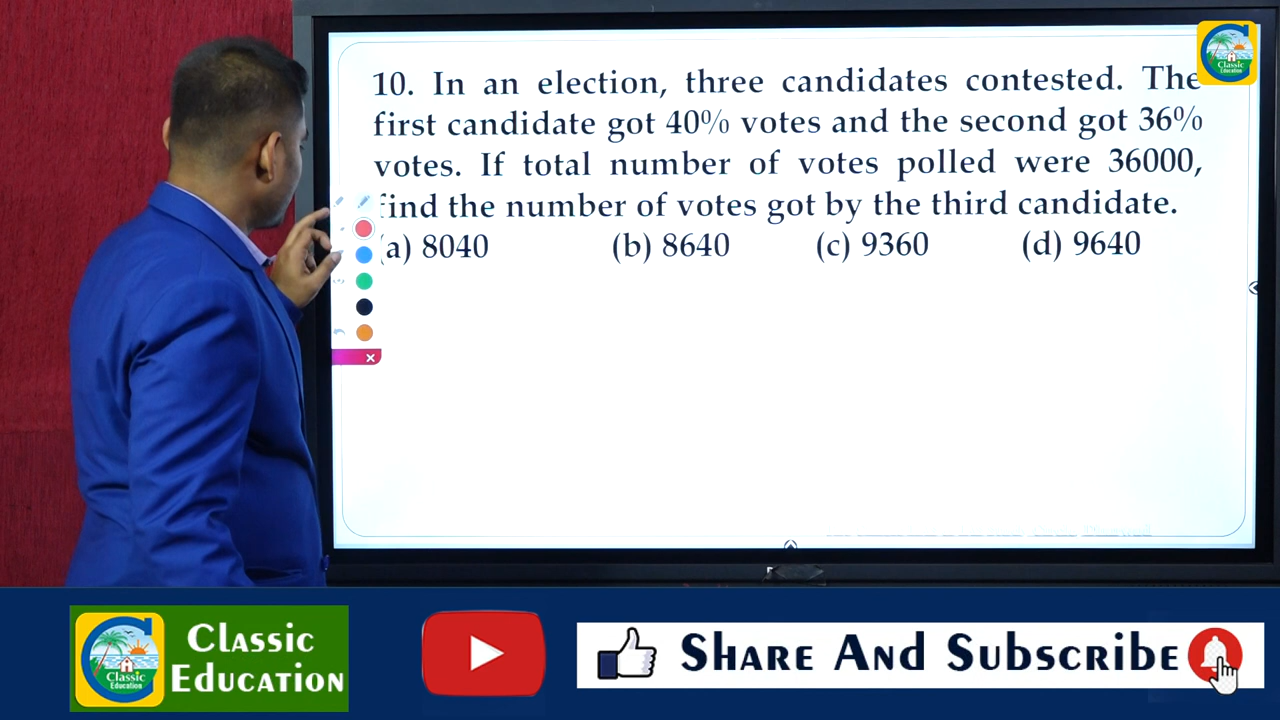 10. In an election, three candidates contested. The
first candidate got 40% votes and the second got 36%
votes. If total number of votes polled were 36000,
find the number of votes got by the third candidate.
(a) 8040 (b) 8640 (c) 9360 (d) 9640
Classic
Education
Classic
Education
Classic
Education
Share And Subscribe